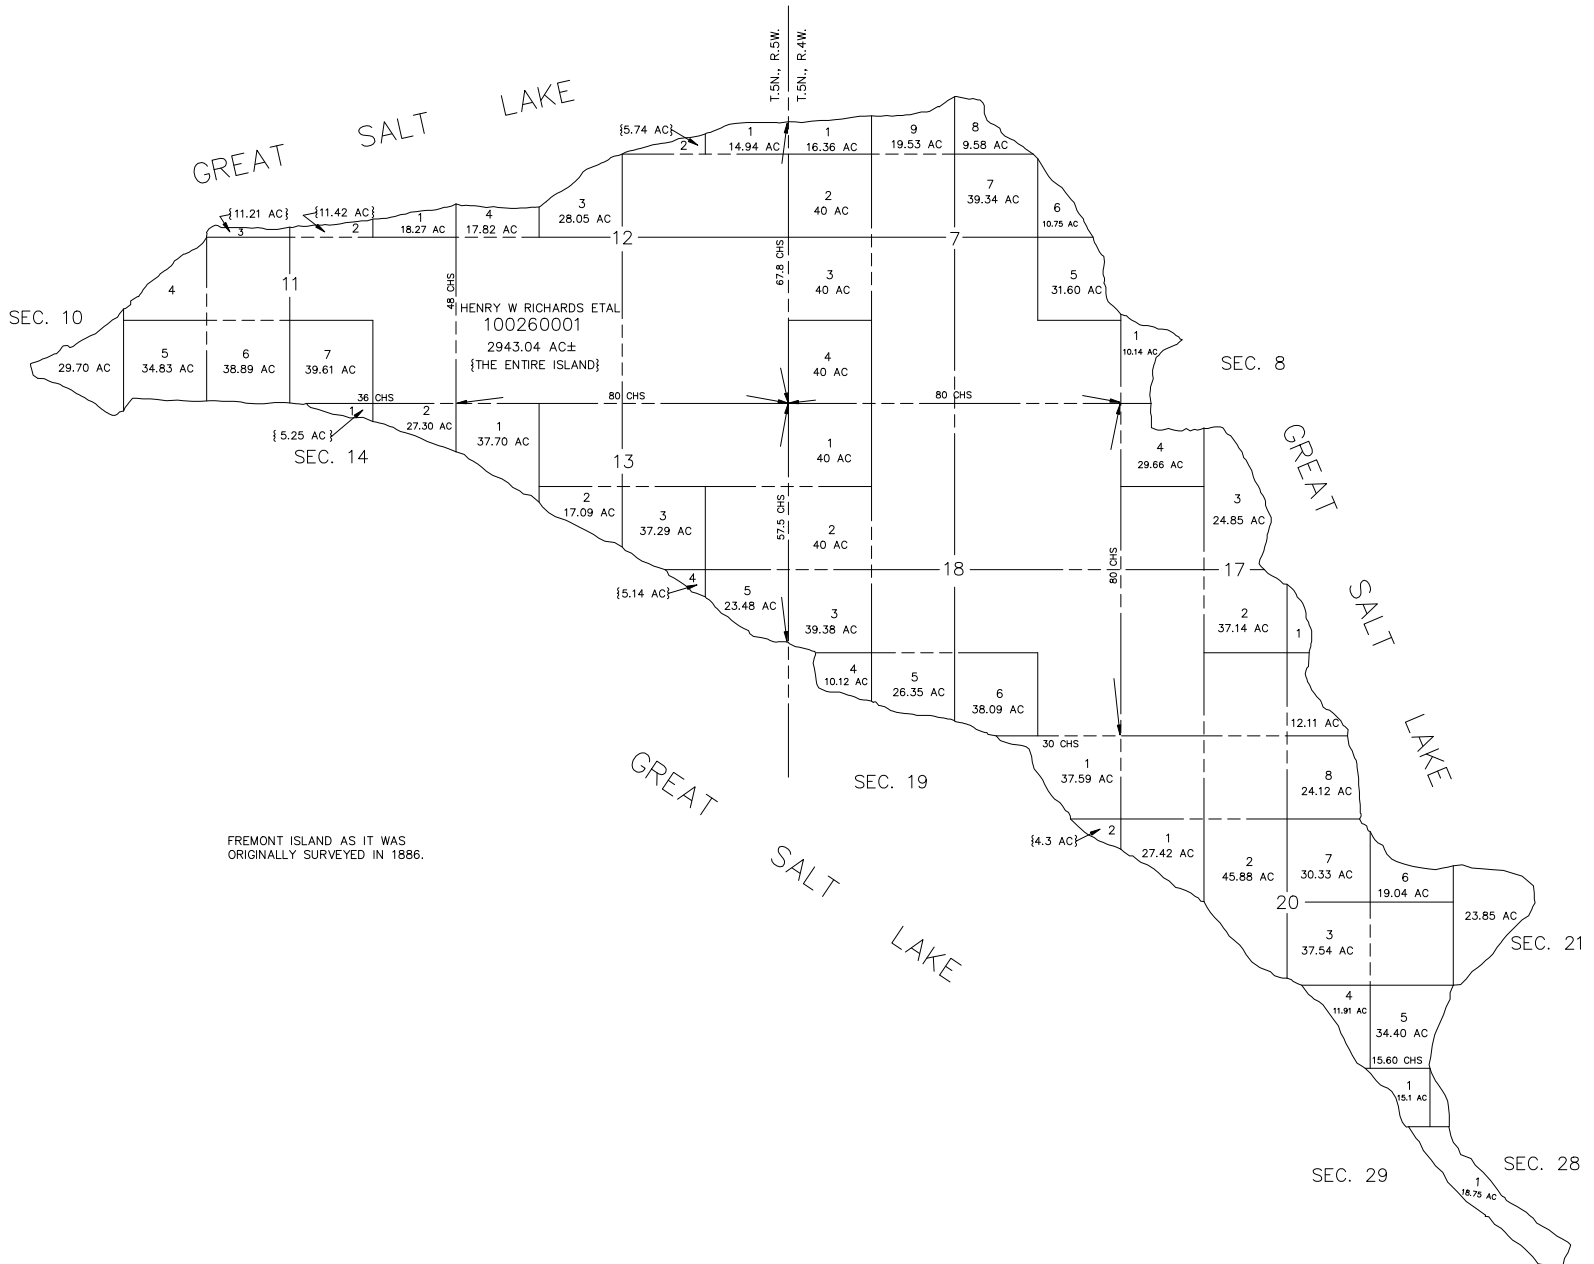 T.5N., R.5W.
T.5N., R.4W.
GREAT SALT LAKE
{5.74 AC}
2
1
14.94 AC
1
16.36 AC
9
19.53 AC
8
9.58 AC
7
39.34 AC
2
40 AC
3
28.05 AC
6
10.75 AC
{11.21 AC}
3
{11.42 AC}
2
1
18.27 AC
4
17.82 AC
12
7
67.8 CHS
3
40 AC
5
31.60 AC
11
4
48 CHS
HENRY W RICHARDS ETAL
100260001
2943.04 AC±
{THE ENTIRE ISLAND}
SEC. 10
29.70 AC
5
34.83 AC
6
38.89 AC
7
39.61 AC
4
40 AC
1
10.14 AC
SEC. 8
36 CHS
80 CHS
80 CHS
1
{ 5.25 AC }
2
27.30 AC
SEC. 14
1
37.70 AC
13
1
40 AC
4
29.66 AC
GREAT SALT LAKE
2
17.09 AC
3
37.29 AC
57.5 CHS
2
40 AC
3
24.85 AC
18
80 CHS
17
4
{5.14 AC}
5
23.48 AC
3
39.38 AC
2
37.14 AC
1
12.11 AC
4
10.12 AC
5
26.35 AC
6
38.09 AC
30 CHS
GREAT SALT LAKE
SEC. 19
1
37.59 AC
8
24.12 AC
FREMONT ISLAND AS IT WAS
ORIGINALLY SURVEYED IN 1886.
2
{4.3 AC}
1
27.42 AC
2
45.88 AC
7
30.33 AC
6
19.04 AC
20
23.85 AC
SEC. 21
3
37.54 AC
4
11.91 AC
5
34.40 AC
15.60 CHS
1
15.1 AC
SEC. 29
SEC. 28
1
18.75 AC